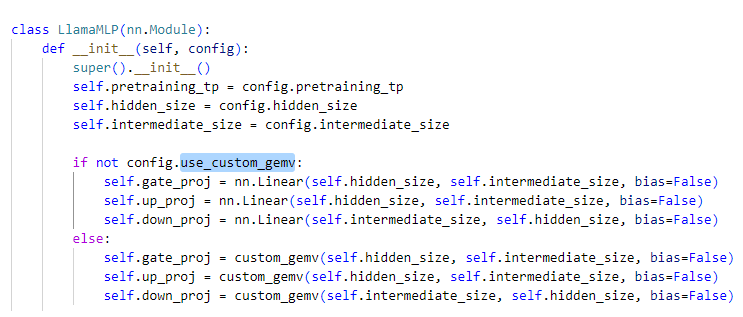 class LlamaMLP(nn.Module):
    def __init__(self, config):
        super().__init__()
        self.pretraining_tp = config.pretraining_tp
        self.hidden_size = config.hidden_size
        self.intermediate_size = config.intermediate_size

        if not config.use_custom_gemv:
            self.gate_proj = nn.Linear(self.hidden_size, self.intermediate_size, bias=False)
            self.up_proj = nn.Linear(self.hidden_size, self.intermediate_size, bias=False)
            self.down_proj = nn.Linear(self.intermediate_size, self.hidden_size, bias=False)
        else:
            self.gate_proj = custom_gemv(self.hidden_size, self.intermediate_size, bias=False)
            self.up_proj = custom_gemv(self.hidden_size, self.intermediate_size, bias=False)
            self.down_proj = custom_gemv(self.intermediate_size, self.hidden_size, bias=False)